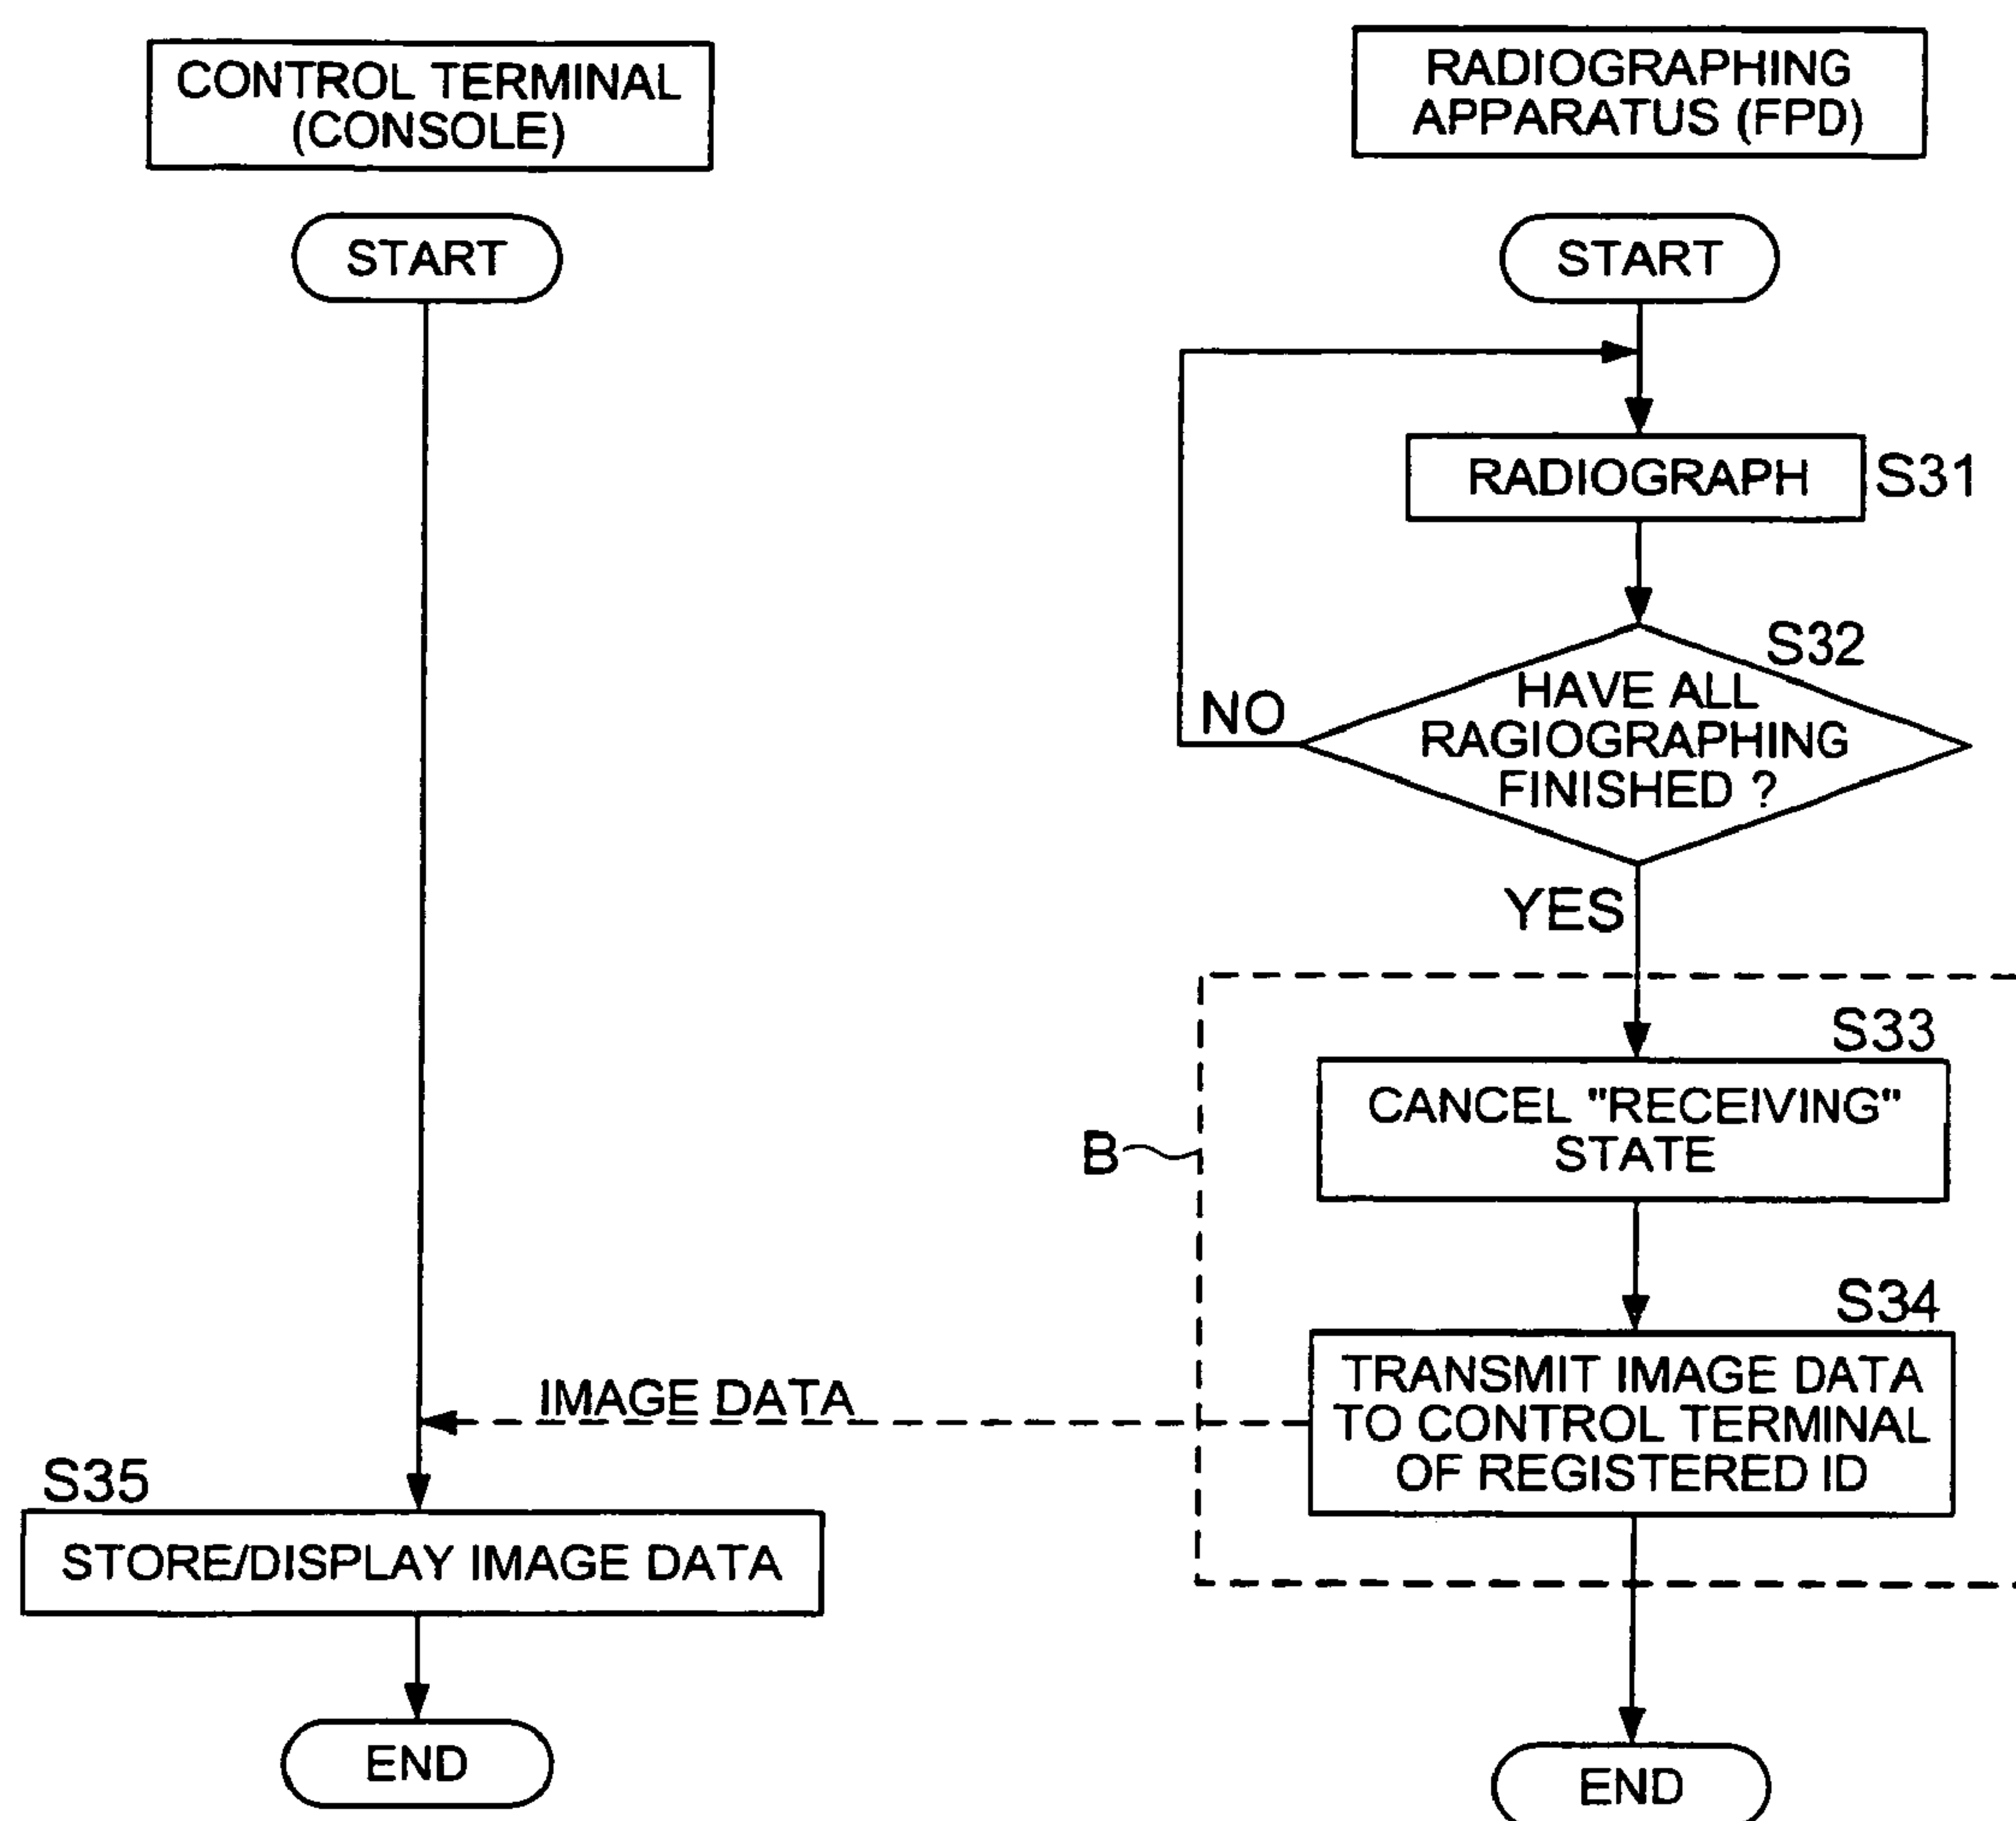 CONTROL TERMINAL
(CONSOLE)
START
RADIOGRAPHING
APPARATUS (FPD)
START
RADIOGRAPH
S31
S32
HAVE ALL
RAGIOGRAPHING
FINISHED ?
NO
YES
B
S33
CANCEL "RECEIVING"
STATE
S34
TRANSMIT IMAGE DATA
TO CONTROL TERMINAL
OF REGISTERED ID
IMAGE DATA
S35
STORE/DISPLAY IMAGE DATA
END
END